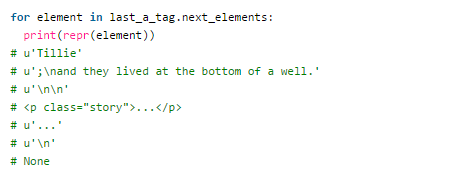 for element in last_a_tag.next_elements:
  print(repr(element))
# u'Tillie'
# u';\nand they lived at the bottom of a well.'
# u'\n\n'
# <p class="story">...</p>
# u'...'
# u'\n'
# None